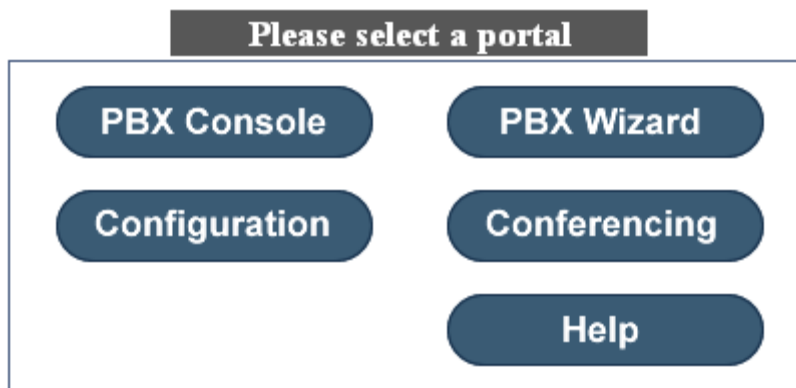 Please select a portal
PBX Console
PBX Wizard
Configuration
Conferencing
Help